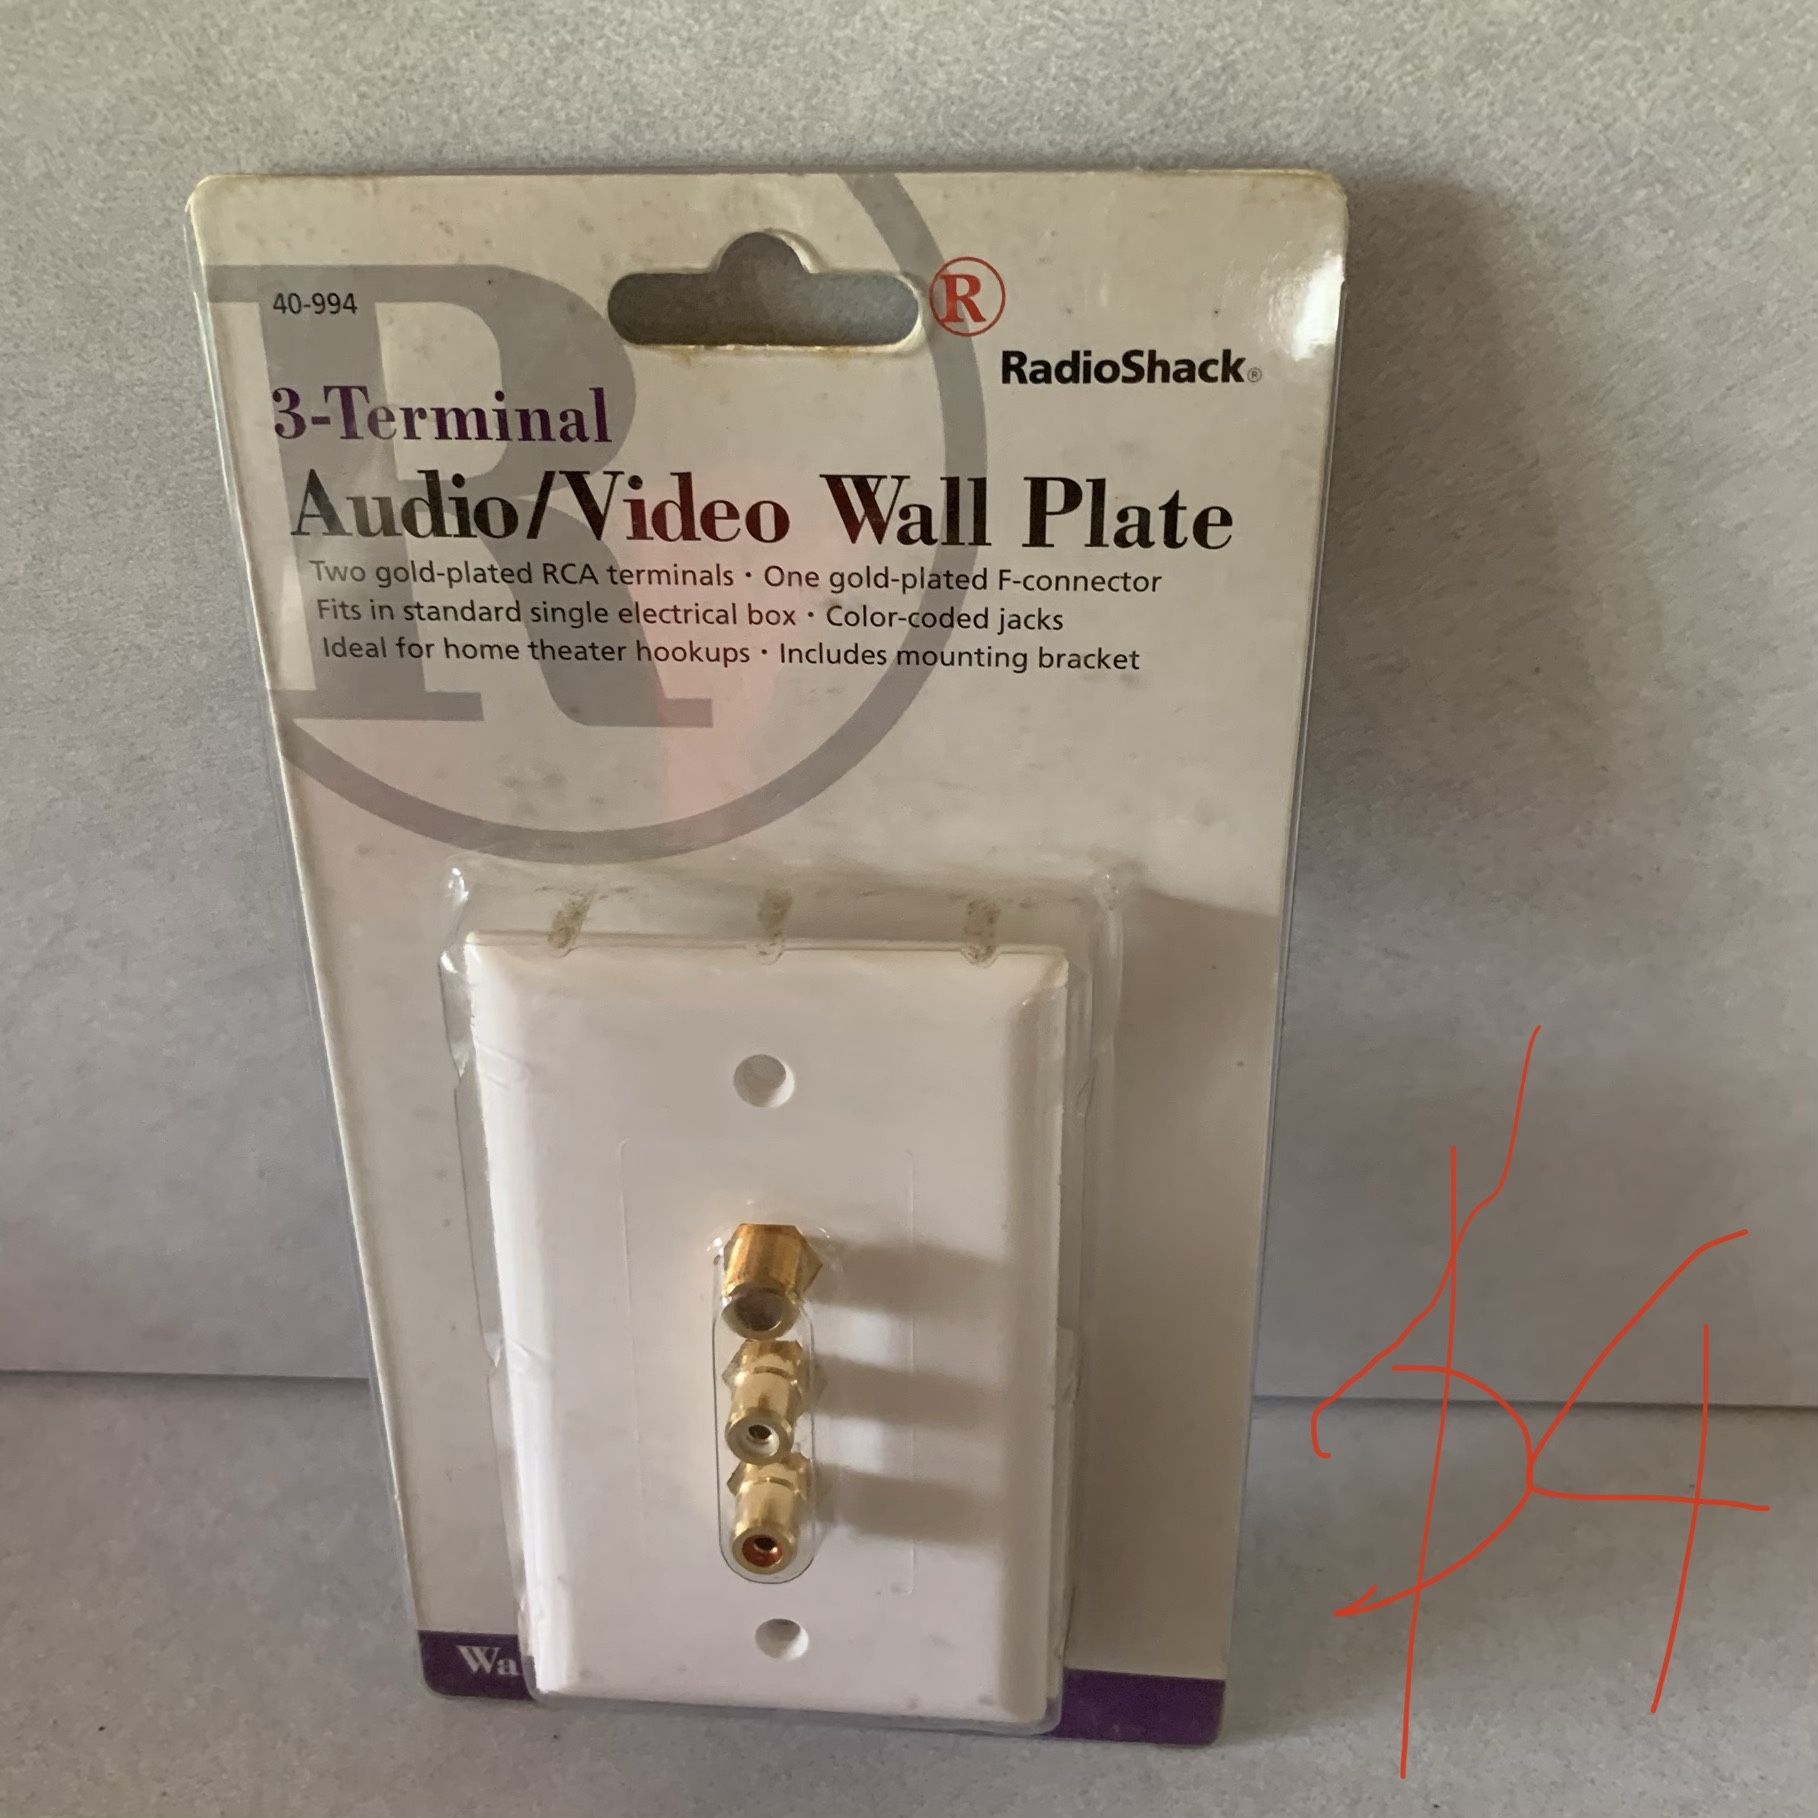 40-994
R
RadioShack®
3-Terminal
Audio/Video Wall Plate
Two gold-plated RCA terminals • One gold-plated F-connector
Fits in standard single electrical box • Color-coded jacks
Ideal for home theater hookups • Includes mounting bracket
Wa
$4